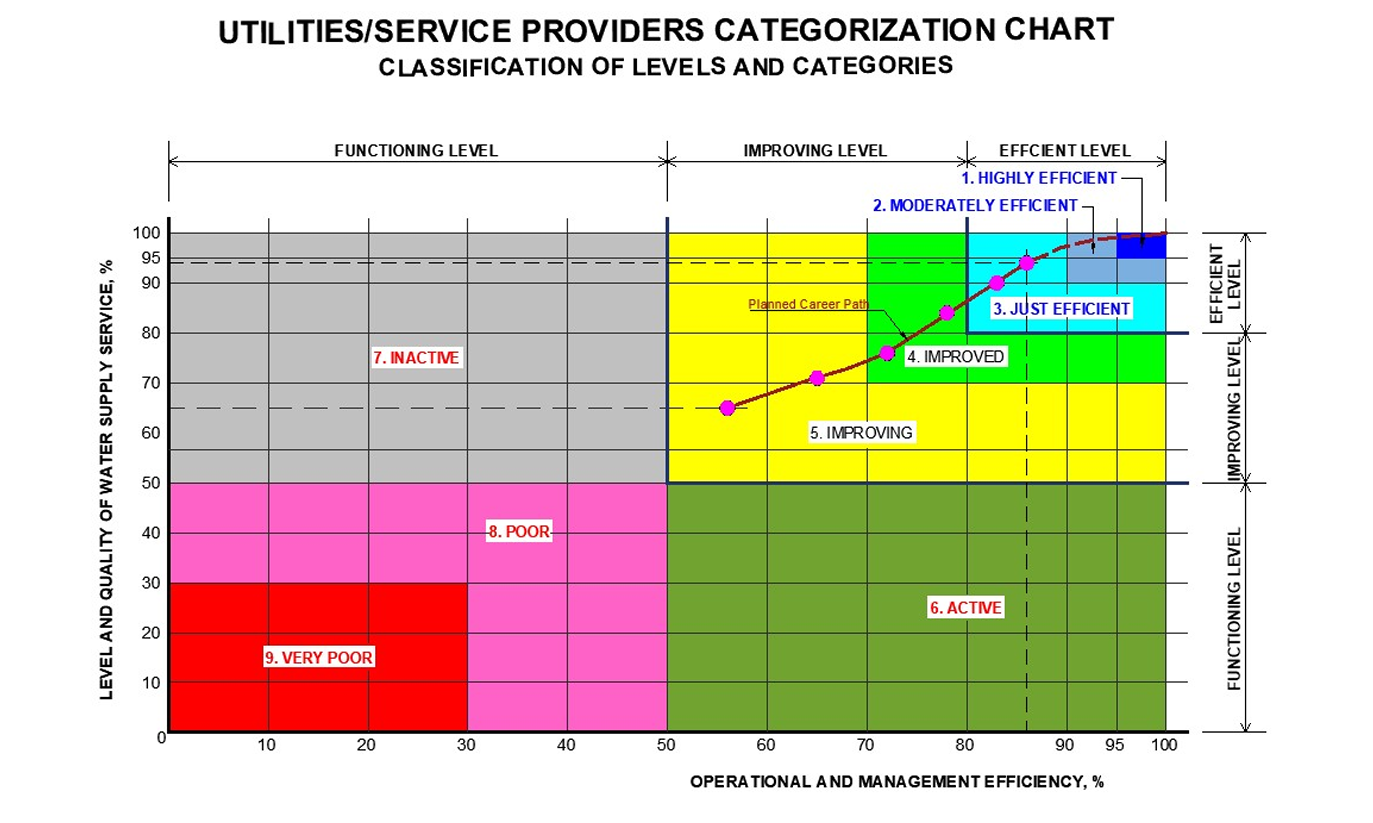 UTILITIES/SERVICE PROVIDERS CATEGORIZATION CHART
CLASSIFICATION OF LEVELS AND CATEGORIES
FUNCTIONING LEVEL
IMPROVING LEVEL
EFFCIENT LEVEL
1. HIGHLY EFFICIENT
2. MODERATELY EFFICIENT
LEVEL AND QUALITY OF WATER SUPPLY SERVICE, %
100
95
90
80
70
60
50
40
30
20
10
0
Planned Career Path
3. JUST EFFICIENT
7. INACTIVE
4. IMPROVED
5. IMPROVING
8. POOR
6. ACTIVE
9. VERY POOR
EFFICIENT
LEVEL
IMPROVING LEVEL
FUNCTIONING LEVEL
10
20
30
40
50
60
70
80
90
95
100
OPERATIONAL AND MANAGEMENT EFFICIENCY, %